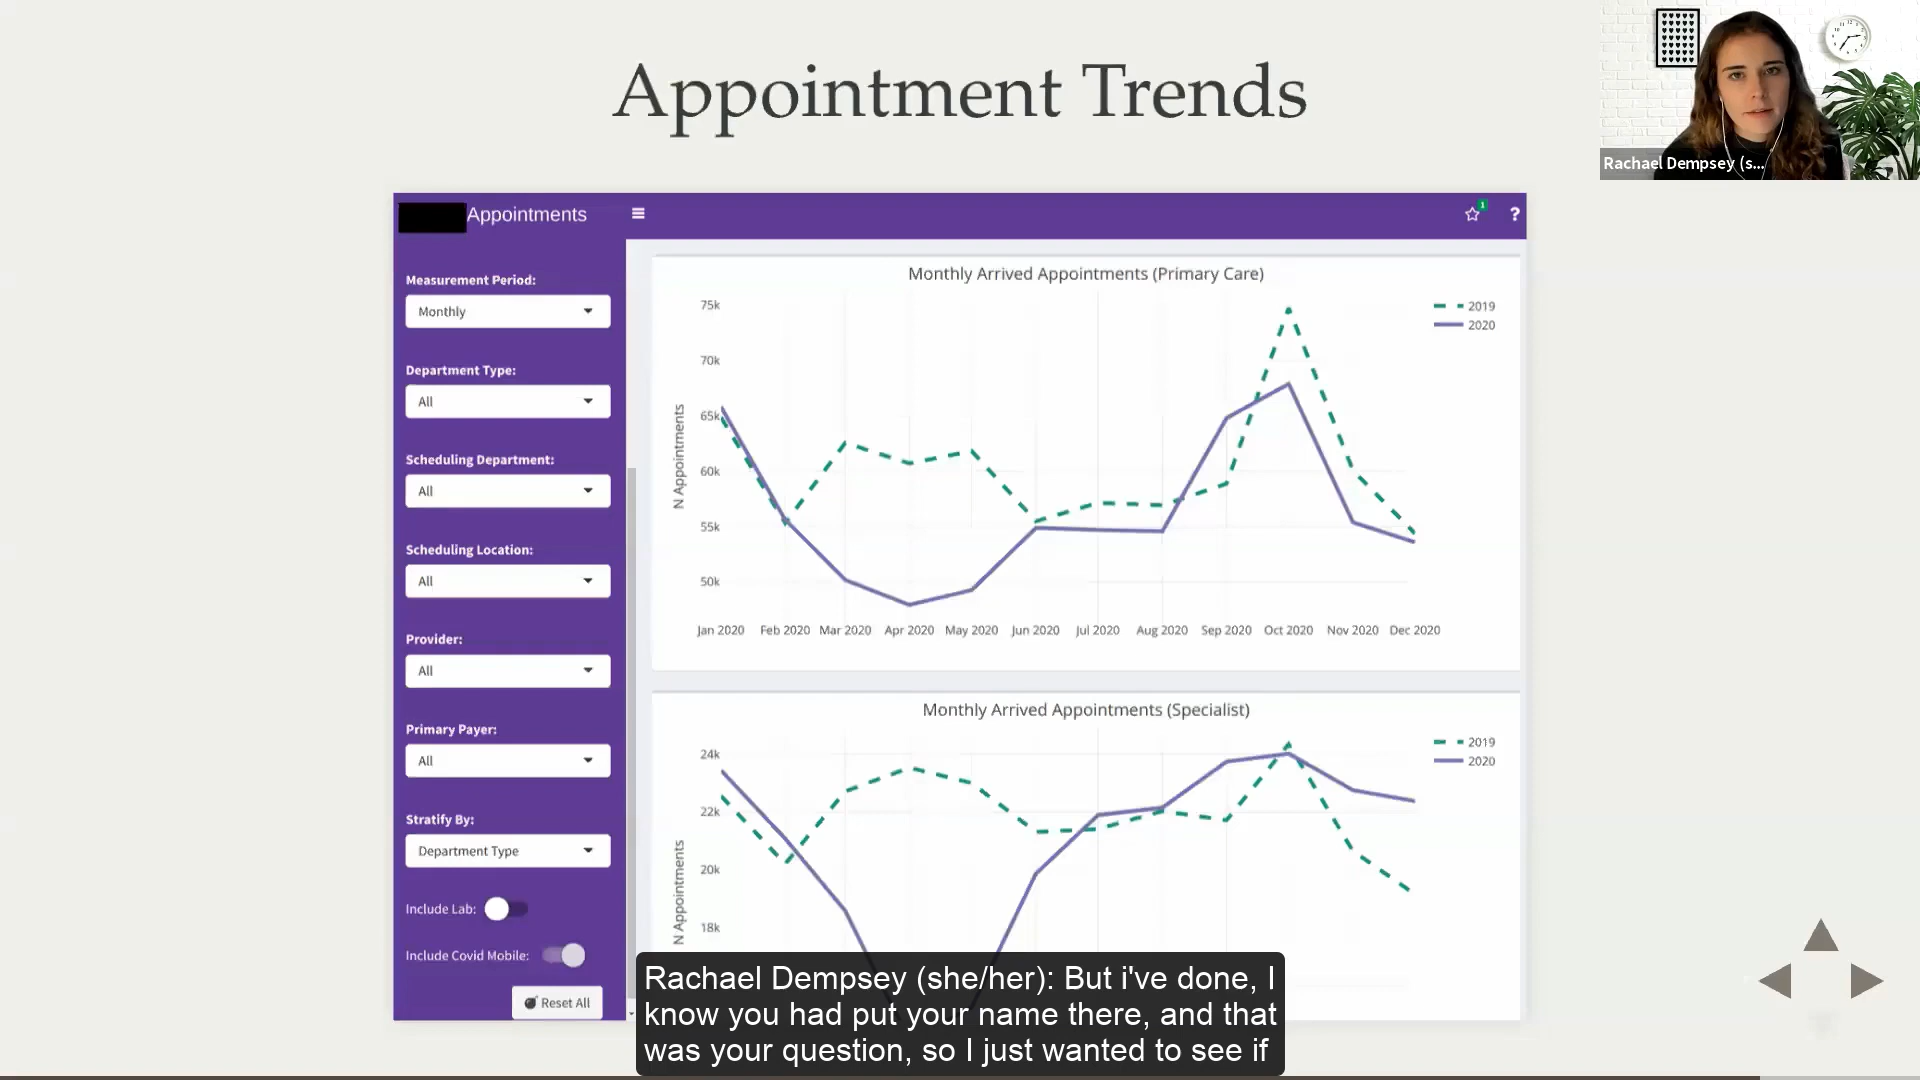 Appointment Trends
Rachael Dempsey (s...
Appointments
1
?
Measurement Period:
Monthly
Department Type:
All
Scheduling Department:
All
Scheduling Location:
All
Provider:
All
Primary Payer:
All
Stratify By:
Department Type
Include Lab:
Include Covid Mobile:
Reset All
Monthly Arrived Appointments (Primary Care)
75k
70k
65k
60k
55k
50k
N Appointments
2019
2020
Jan 2020 Feb 2020 Mar 2020 Apr 2020 May 2020 Jun 2020 Jul 2020 Aug 2020 Sep 2020 Oct 2020 Nov 2020 Dec 2020
Monthly Arrived Appointments (Specialist)
24k
22k
20k
18k
N Appointments
2019
2020
Rachael Dempsey (she/her): But i've done, I
know you had put your name there, and that
was your question, so I just wanted to see if